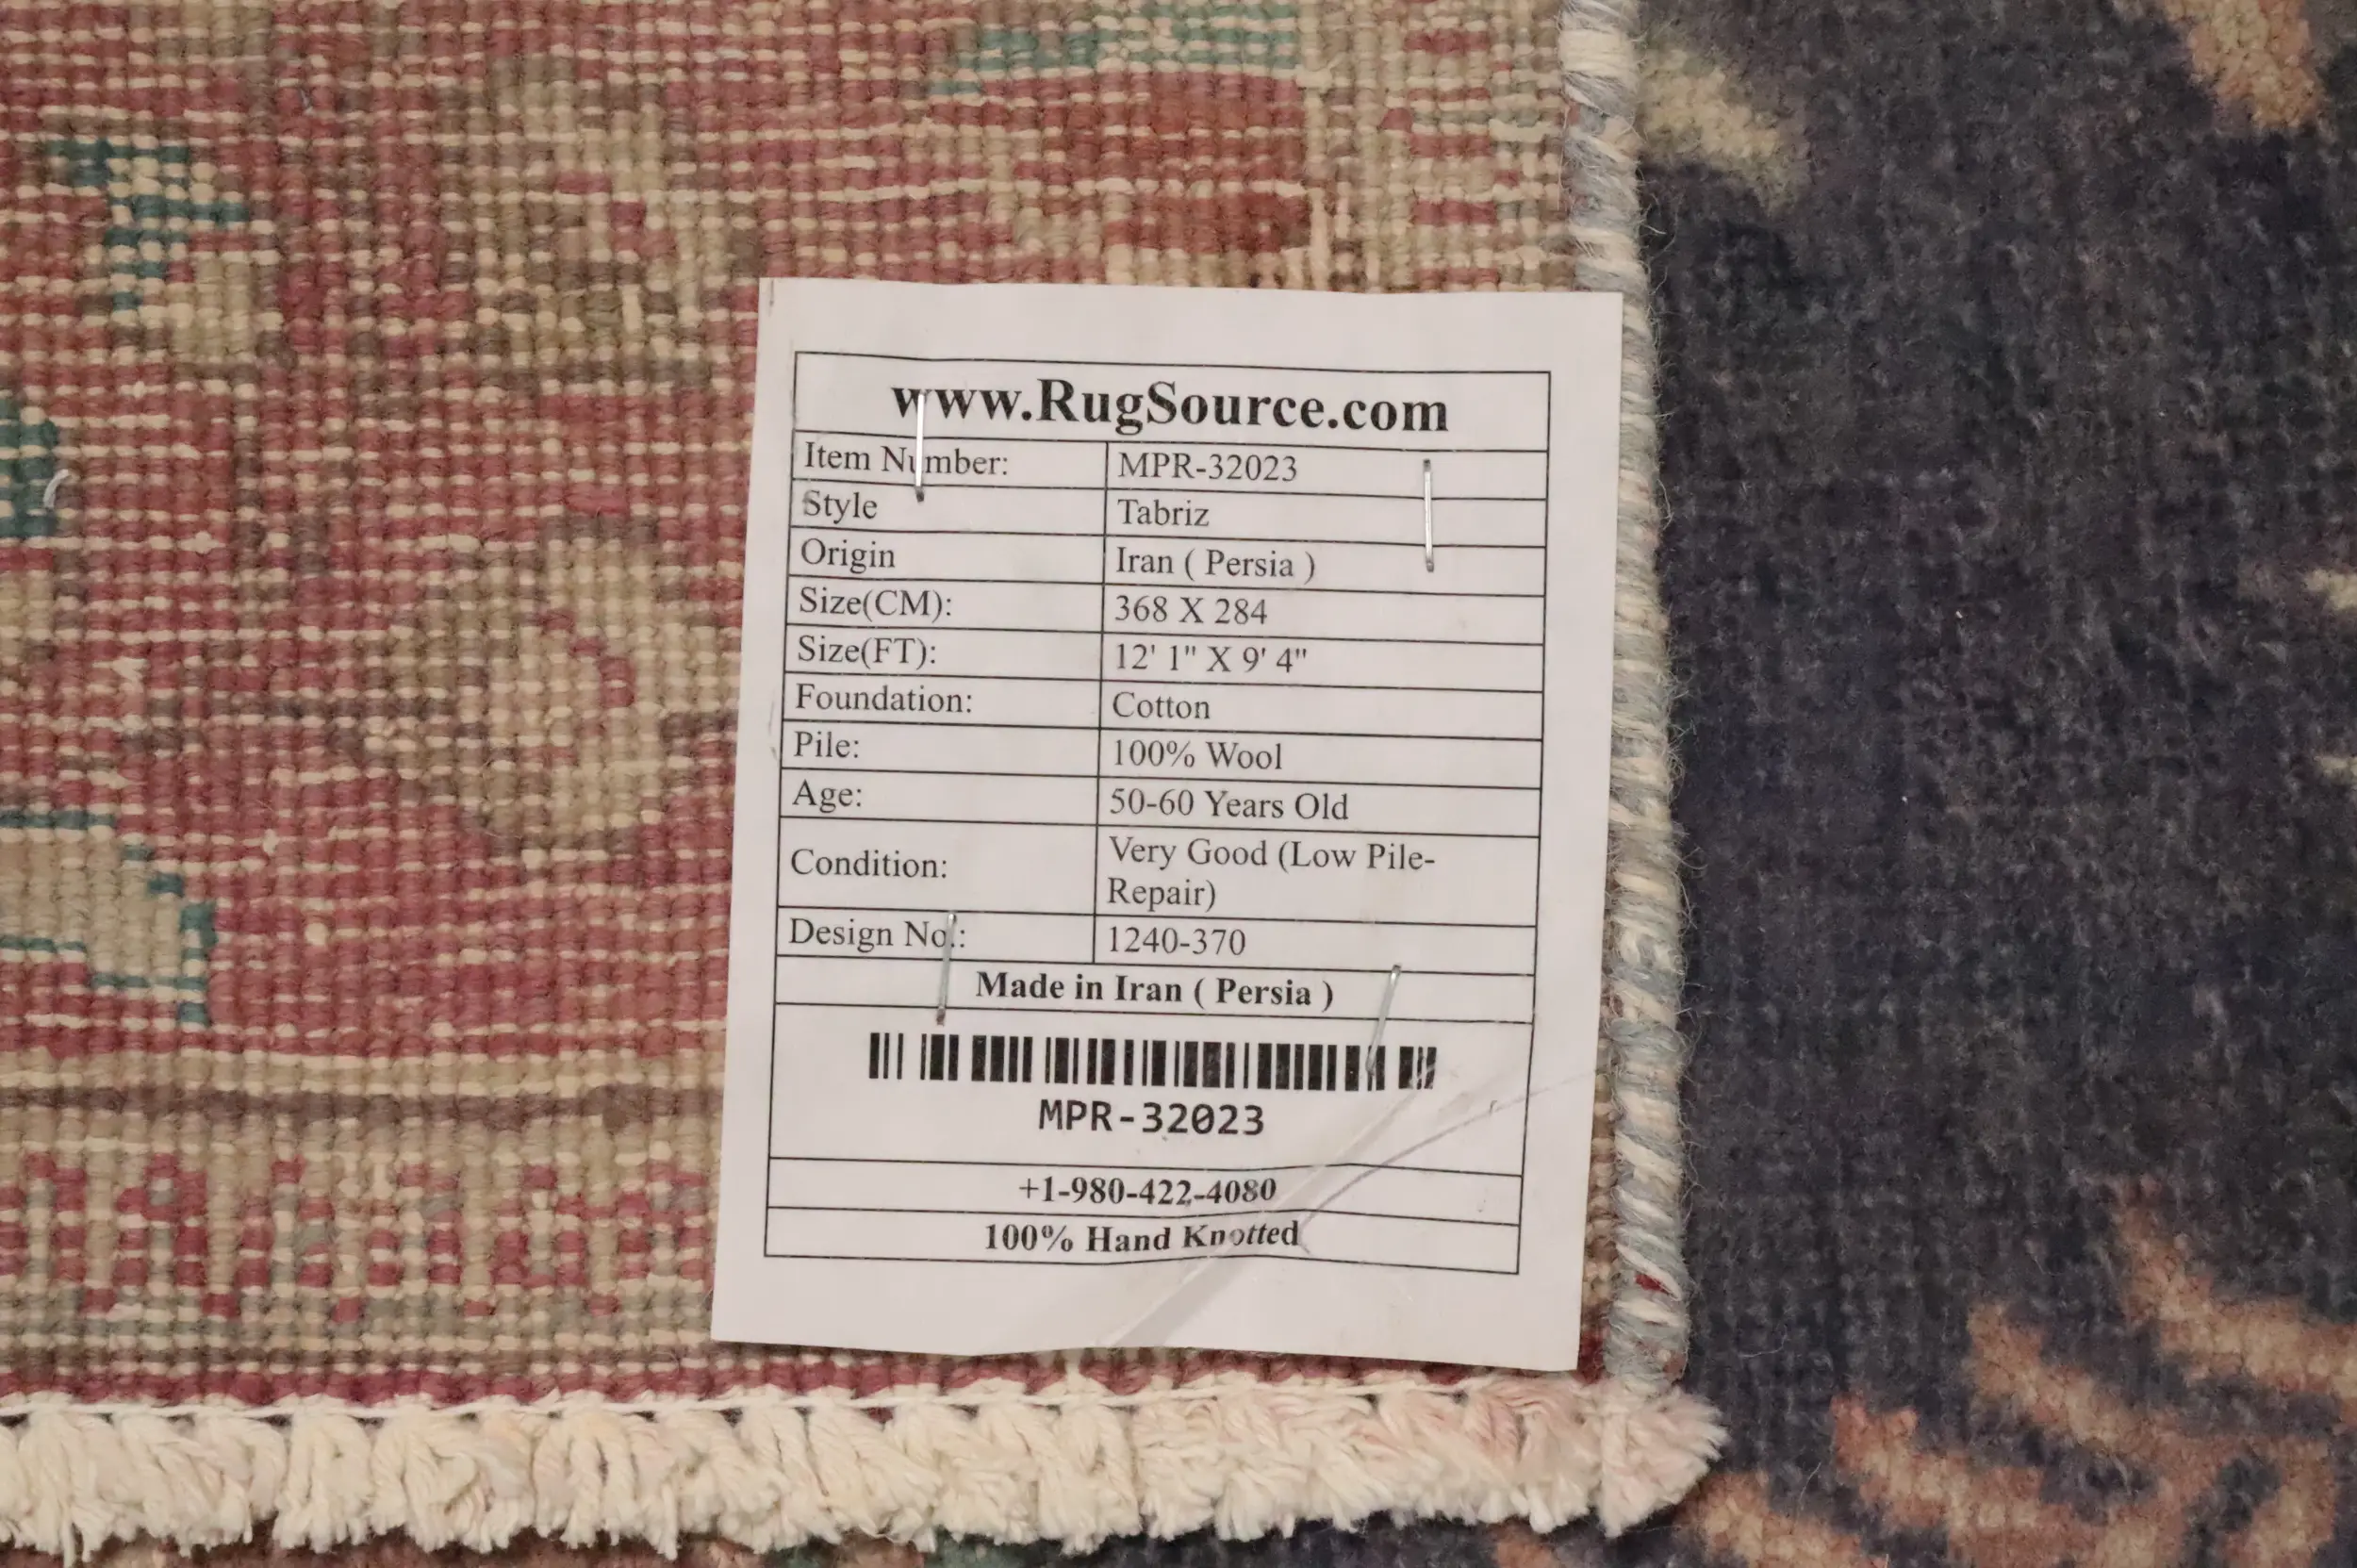 www.RugSource.com
Item Number: MPR-32023
Style Tabriz
Origin Iran ( Persia )
Size(CM): 368 X 284
Size(FT): 12' 1" X 9' 4"
Foundation: Cotton
Pile: 100% Wool
Age: 50-60 Years Old
Condition: Very Good (Low Pile-
Repair)
Design No.: 1240-370
Made in Iran ( Persia )
MPR-32023
+1-980-422-4080
100% Hand Knotted